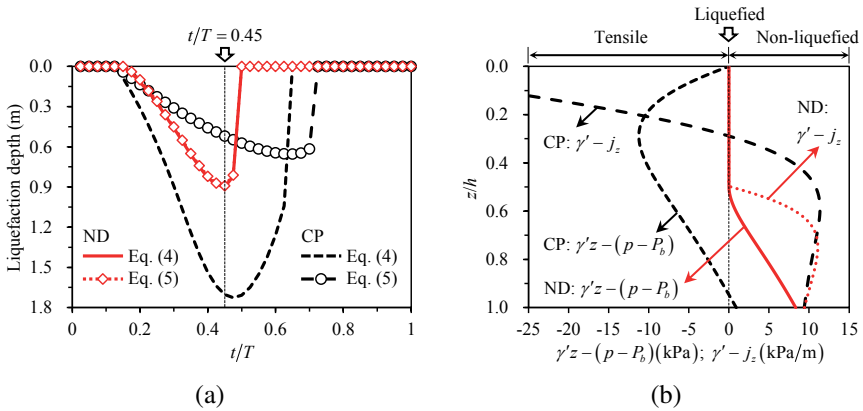 t/T = 0.45
Liquefaction depth (m)
0.0
0.3
0.6
0.9
1.2
1.5
1.8
ND
Eq. (4)
Eq. (5)
CP
Eq. (4)
Eq. (5)
0
0.2
0.4
0.6
0.8
1
t/T
(a)
Liquefied
Tensile
Non-liquefied
z/h
0.0
0.2
0.4
0.6
0.8
1.0
CP: γ′ − j_z
ND:
γ′ − j_z
CP: γ′z − (p − P_b)
ND: γ′z − (p − P_b)
-25
-20
-15
-10
-5
0
5
10
15
γ′z − (p − P_b) (kPa); γ′ − j_z (kPa/m)
(b)